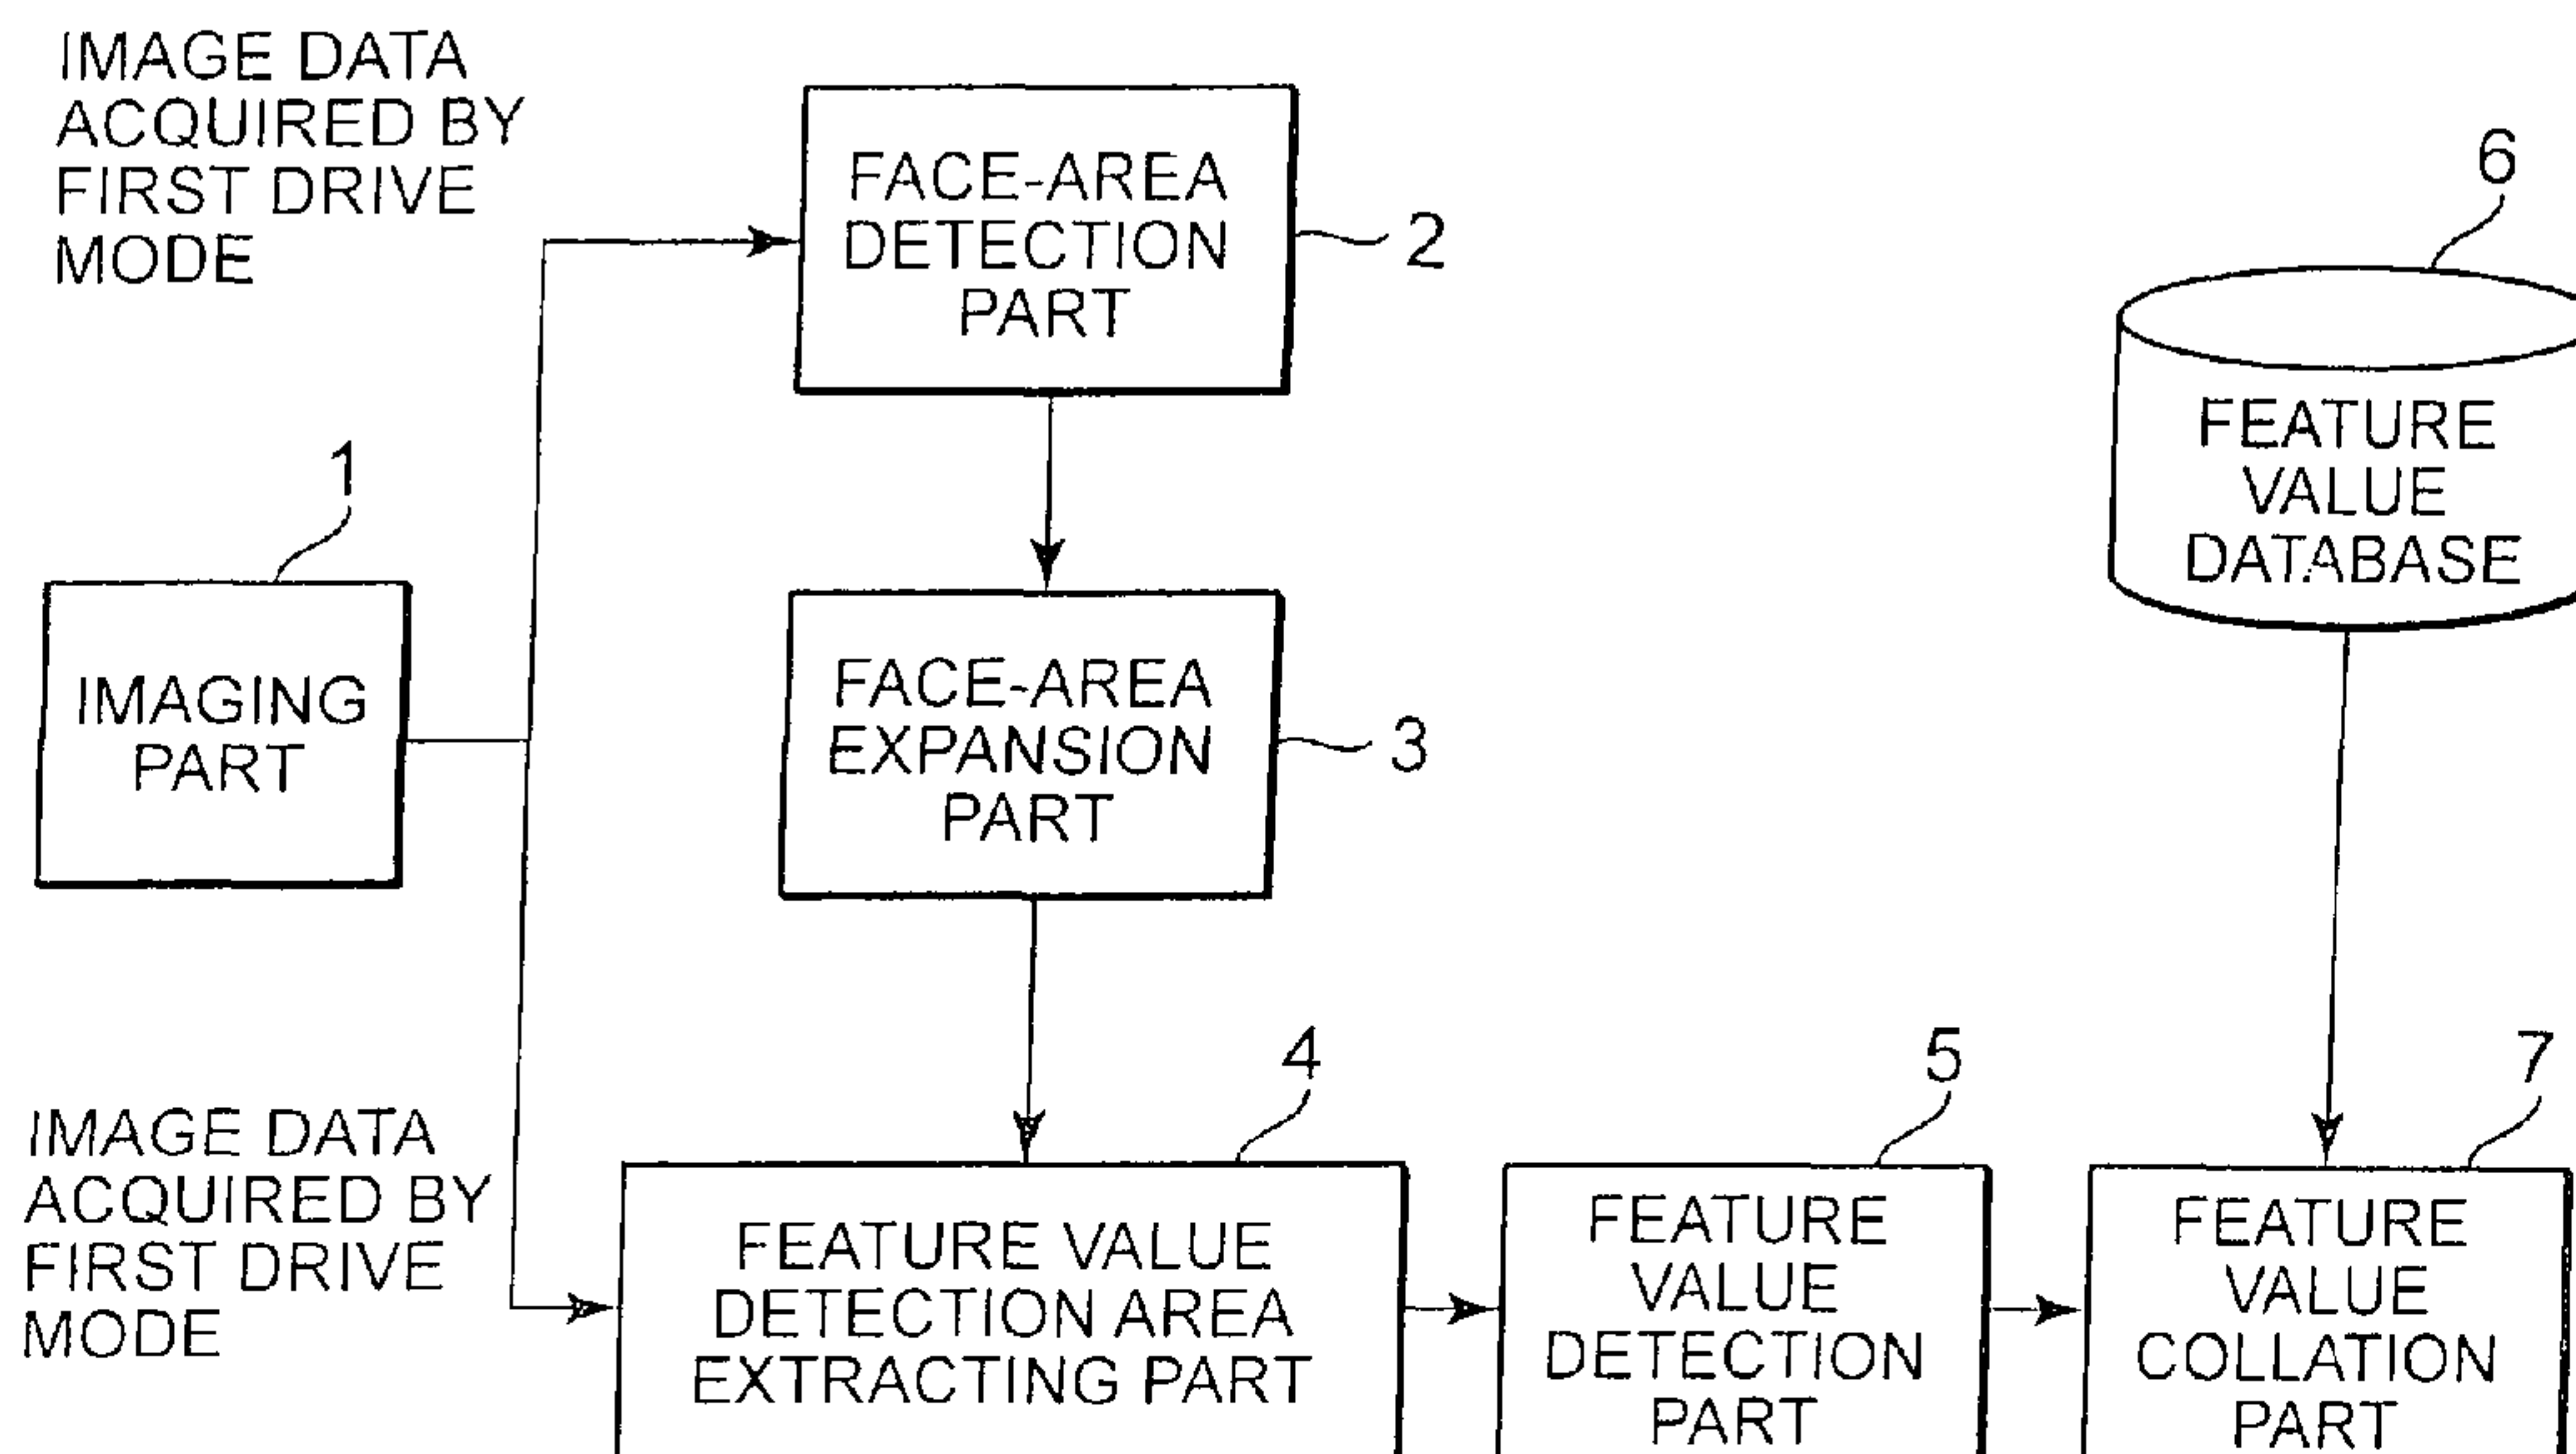 IMAGE DATA
ACQUIRED BY
FIRST DRIVE
MODE
FACE-AREA
DETECTION
PART
2
6
FEATURE
VALUE
DATABASE
1
IMAGING
PART
FACE-AREA
EXPANSION
PART
3
IMAGE DATA
ACQUIRED BY
FIRST DRIVE
MODE
4
FEATURE VALUE
DETECTION AREA
EXTRACTING PART
5
FEATURE
VALUE
DETECTION
PART
7
FEATURE
VALUE
COLLATION
PART